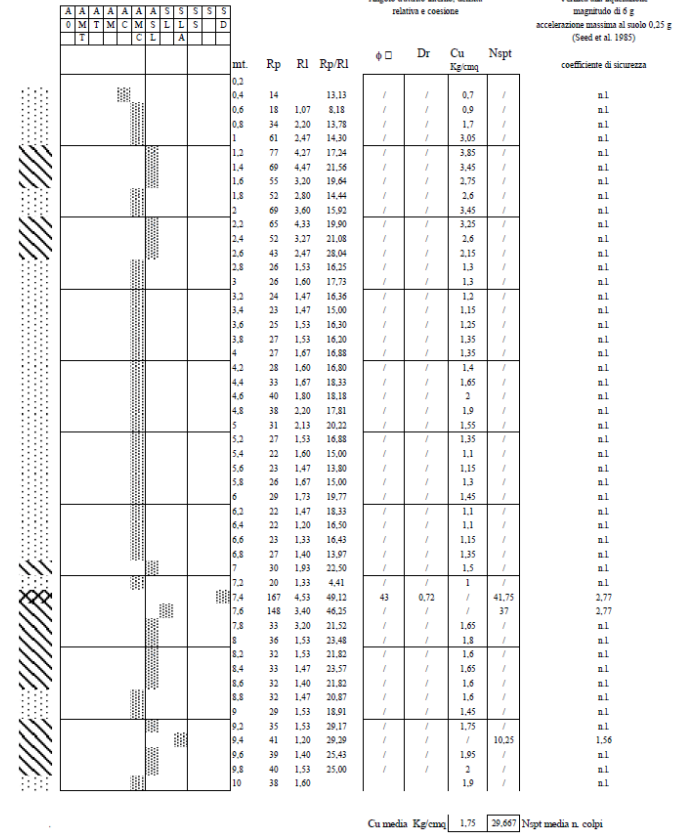 relativa e coesione
magnitudo di 6 g
accelerazione massima al suolo 0,25 g
(Seed et al. 1985)
A A A A A A A S S S S S
0 M T M C M S L L S D
T C L A
mt. Rp Rl Rp/Rl ϕ □ Dr Cu Nspt
Kg/cmq coefficiente di sicurezza
0,2
0,4 14 13,13 / / 0,7 / n.l.
0,6 18 1,07 8,18 / / 0,9 / n.l.
0,8 34 2,20 13,78 / / 1,7 / n.l.
1 61 2,47 14,30 / / 3,05 / n.l.
1,2 77 4,27 17,24 / / 3,85 / n.l.
1,4 69 4,47 21,56 / / 3,45 / n.l.
1,6 55 3,20 19,64 / / 2,75 / n.l.
1,8 52 2,80 14,44 / / 2,6 / n.l.
2 69 3,60 15,92 / / 3,45 / n.l.
2,2 65 4,33 19,90 / / 3,25 / n.l.
2,4 52 3,27 21,08 / / 2,6 / n.l.
2,6 43 2,47 28,04 / / 2,15 / n.l.
2,8 26 1,53 16,25 / / 1,3 / n.l.
3 26 1,60 17,73 / / 1,3 / n.l.
3,2 24 1,47 16,36 / / 1,2 / n.l.
3,4 23 1,47 15,00 / / 1,15 / n.l.
3,6 25 1,53 16,30 / / 1,25 / n.l.
3,8 27 1,53 16,20 / / 1,35 / n.l.
4 27 1,67 16,88 / / 1,35 / n.l.
4,2 28 1,60 16,80 / / 1,4 / n.l.
4,4 33 1,67 18,33 / / 1,65 / n.l.
4,6 40 1,80 18,18 / / 2 / n.l.
4,8 38 2,20 17,81 / / 1,9 / n.l.
5 31 2,13 20,22 / / 1,55 / n.l.
5,2 27 1,53 16,88 / / 1,35 / n.l.
5,4 22 1,60 15,00 / / 1,1 / n.l.
5,6 23 1,47 13,80 / / 1,15 / n.l.
5,8 26 1,67 15,00 / / 1,3 / n.l.
6 29 1,73 19,77 / / 1,45 / n.l.
6,2 22 1,47 18,33 / / 1,1 / n.l.
6,4 22 1,20 16,50 / / 1,1 / n.l.
6,6 23 1,33 16,43 / / 1,15 / n.l.
6,8 27 1,40 13,97 / / 1,35 / n.l.
7 30 1,93 22,50 / / 1,5 / n.l.
7,2 20 1,33 4,41 / / 1 / n.l.
7,4 167 4,53 49,12 43 0,72 / 41,75 2,77
7,6 148 3,40 46,25 / 37 2,77
7,8 33 3,20 21,52 / / 1,65 / n.l.
8 36 1,53 23,48 / / 1,8 / n.l.
8,2 32 1,53 21,82 / / 1,6 / n.l.
8,4 33 1,47 23,57 / / 1,65 / n.l.
8,6 32 1,40 21,82 / / 1,6 / n.l.
8,8 32 1,47 20,87 / / 1,6 / n.l.
9 29 1,53 18,91 / / 1,45 / n.l.
9,2 35 1,53 29,17 / / 1,75 / n.l.
9,4 41 1,20 29,29 / / / 10,25 1,56
9,6 39 1,40 25,43 / / 1,95 / n.l.
9,8 40 1,53 25,00 / / 2 / n.l.
10 38 1,60 1,9 / n.l.
Cu media Kg/cmq 1,75 29,667 Nspt media n. colpi